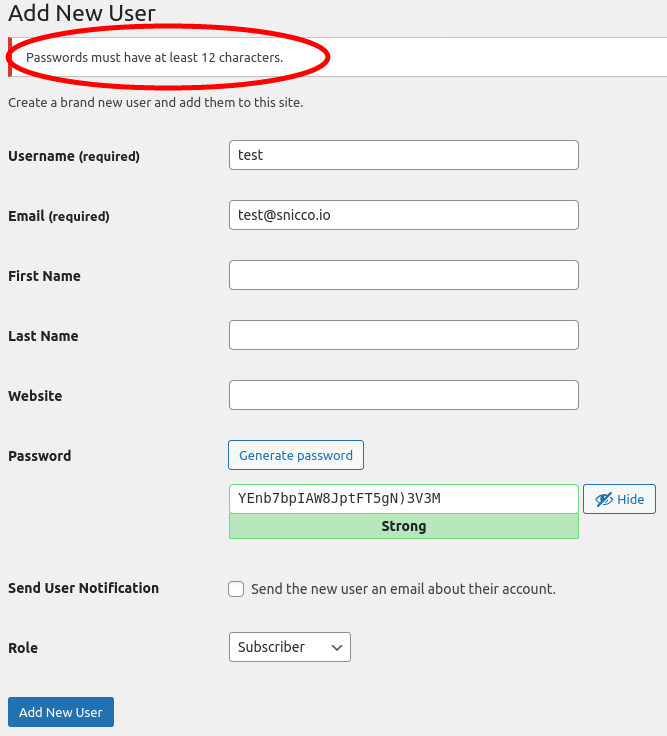 Add New User
Passwords must have at least 12 characters.
Create a brand new user and add them to this site.
Username (required)
test
Email (required)
test@snicco.io
First Name
Last Name
Website
Password
Generate password
YEnb7bpIAW8JptFT5gN)3V3M
Hide
Strong
Send User Notification
Send the new user an email about their account.
Role
Subscriber
Add New User